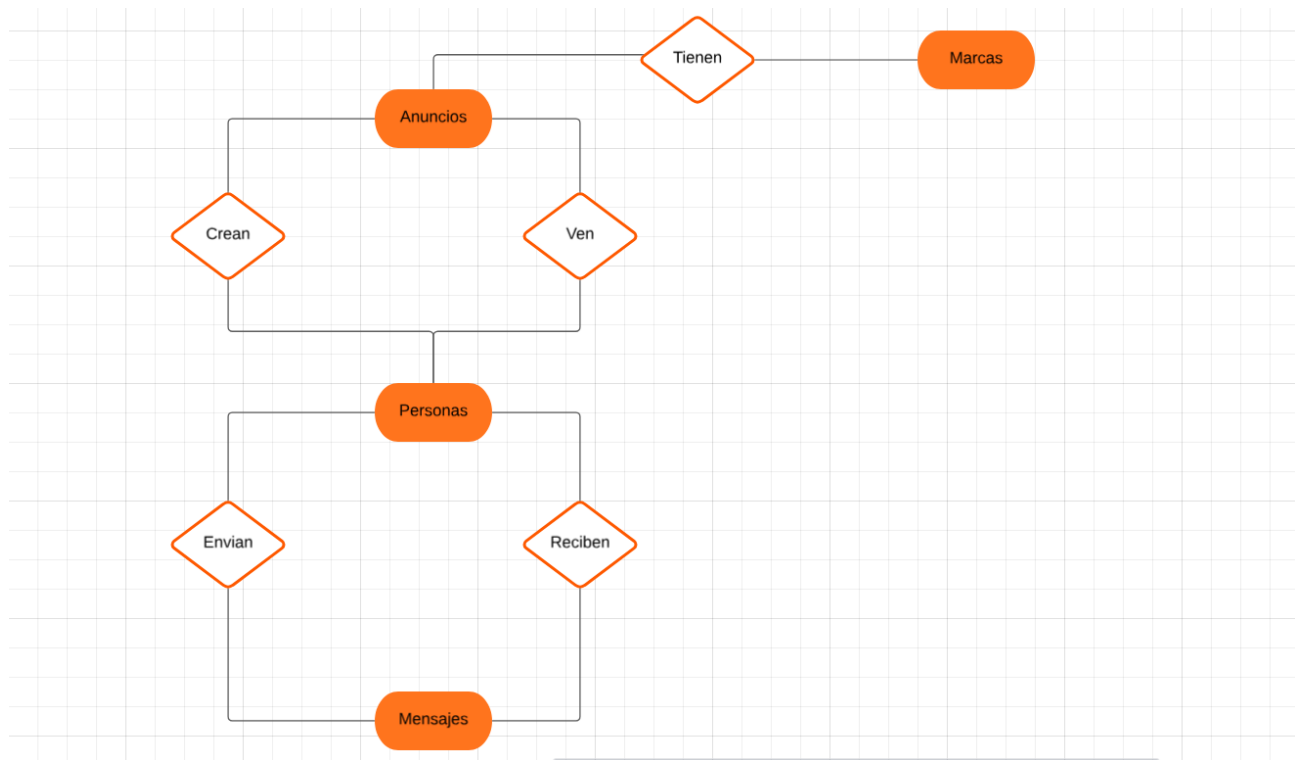 Tienen
Marcas
Anuncios
Crean
Ven
Personas
Envian
Reciben
Mensajes